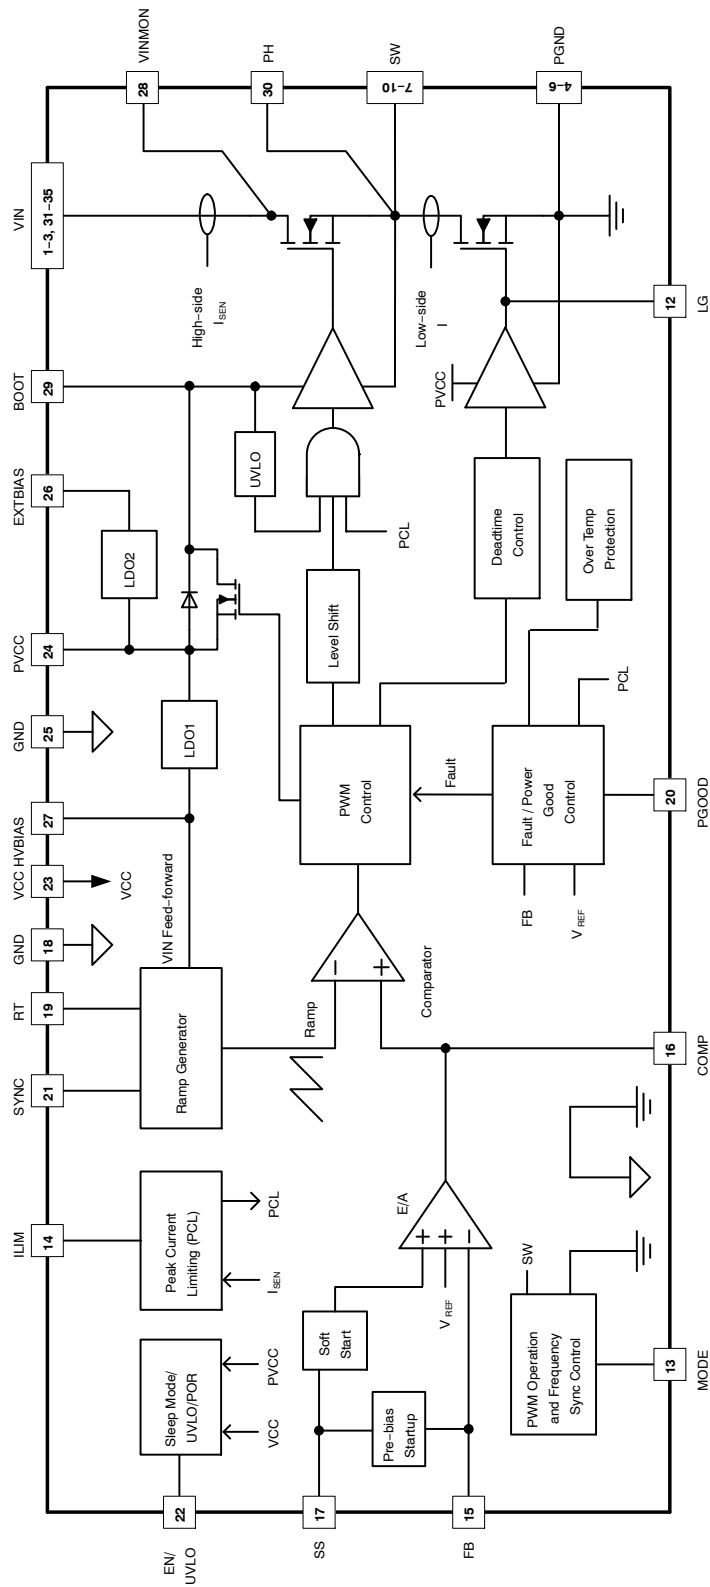 EN/
UVLO
22
ILIM
14
SYNC
21
RT
19
GND
18
VCC
23
HVBIAS
27
GND
25
PVCC
24
EXTBIAS
26
BOOT
29
VIN
1-3, 31-35
VINMON
28
PH
30
SW
7-10
PGND
4-6
Sleep Mode/
UVLO/POR
VCC
PVCC
Peak Current
Limiting (PCL)
ISEN
PCL
Ramp Generator
VIN Feed-forward
VCC
LDO1
LDO2
UVLO
High-side
ISEN
Low-side
I
PCL
Level Shift
PWM
Control
Ramp
Comparator
−
+
SS
17
Soft
Start
Pre-bias
Startup
FB
15
VREF
E/A
+
+
−
Fault
Fault / Power
Good
Control
FB
VREF
PCL
Over Temp
Protection
Deadtime
Control
PVCC
PWM Operation
and Frequency
Sync Control
SW
13
MODE
16
COMP
20
PGOOD
12
LG